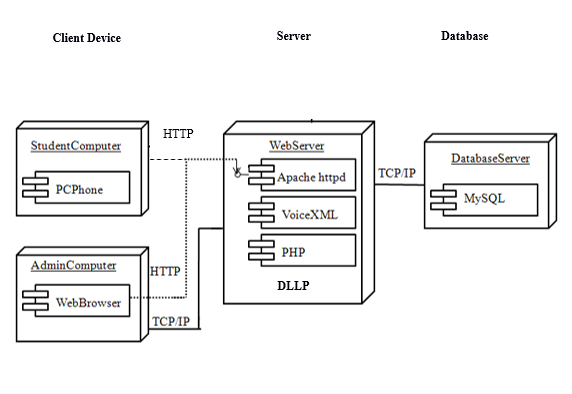 Client Device
Server
Database
StudentComputer
PCPhone
HTTP
WebServer
Apache httpd
VoiceXML
PHP
DLLP
TCP/IP
DatabaseServer
MySQL
AdminComputer
WebBrowser
HTTP
TCP/IP